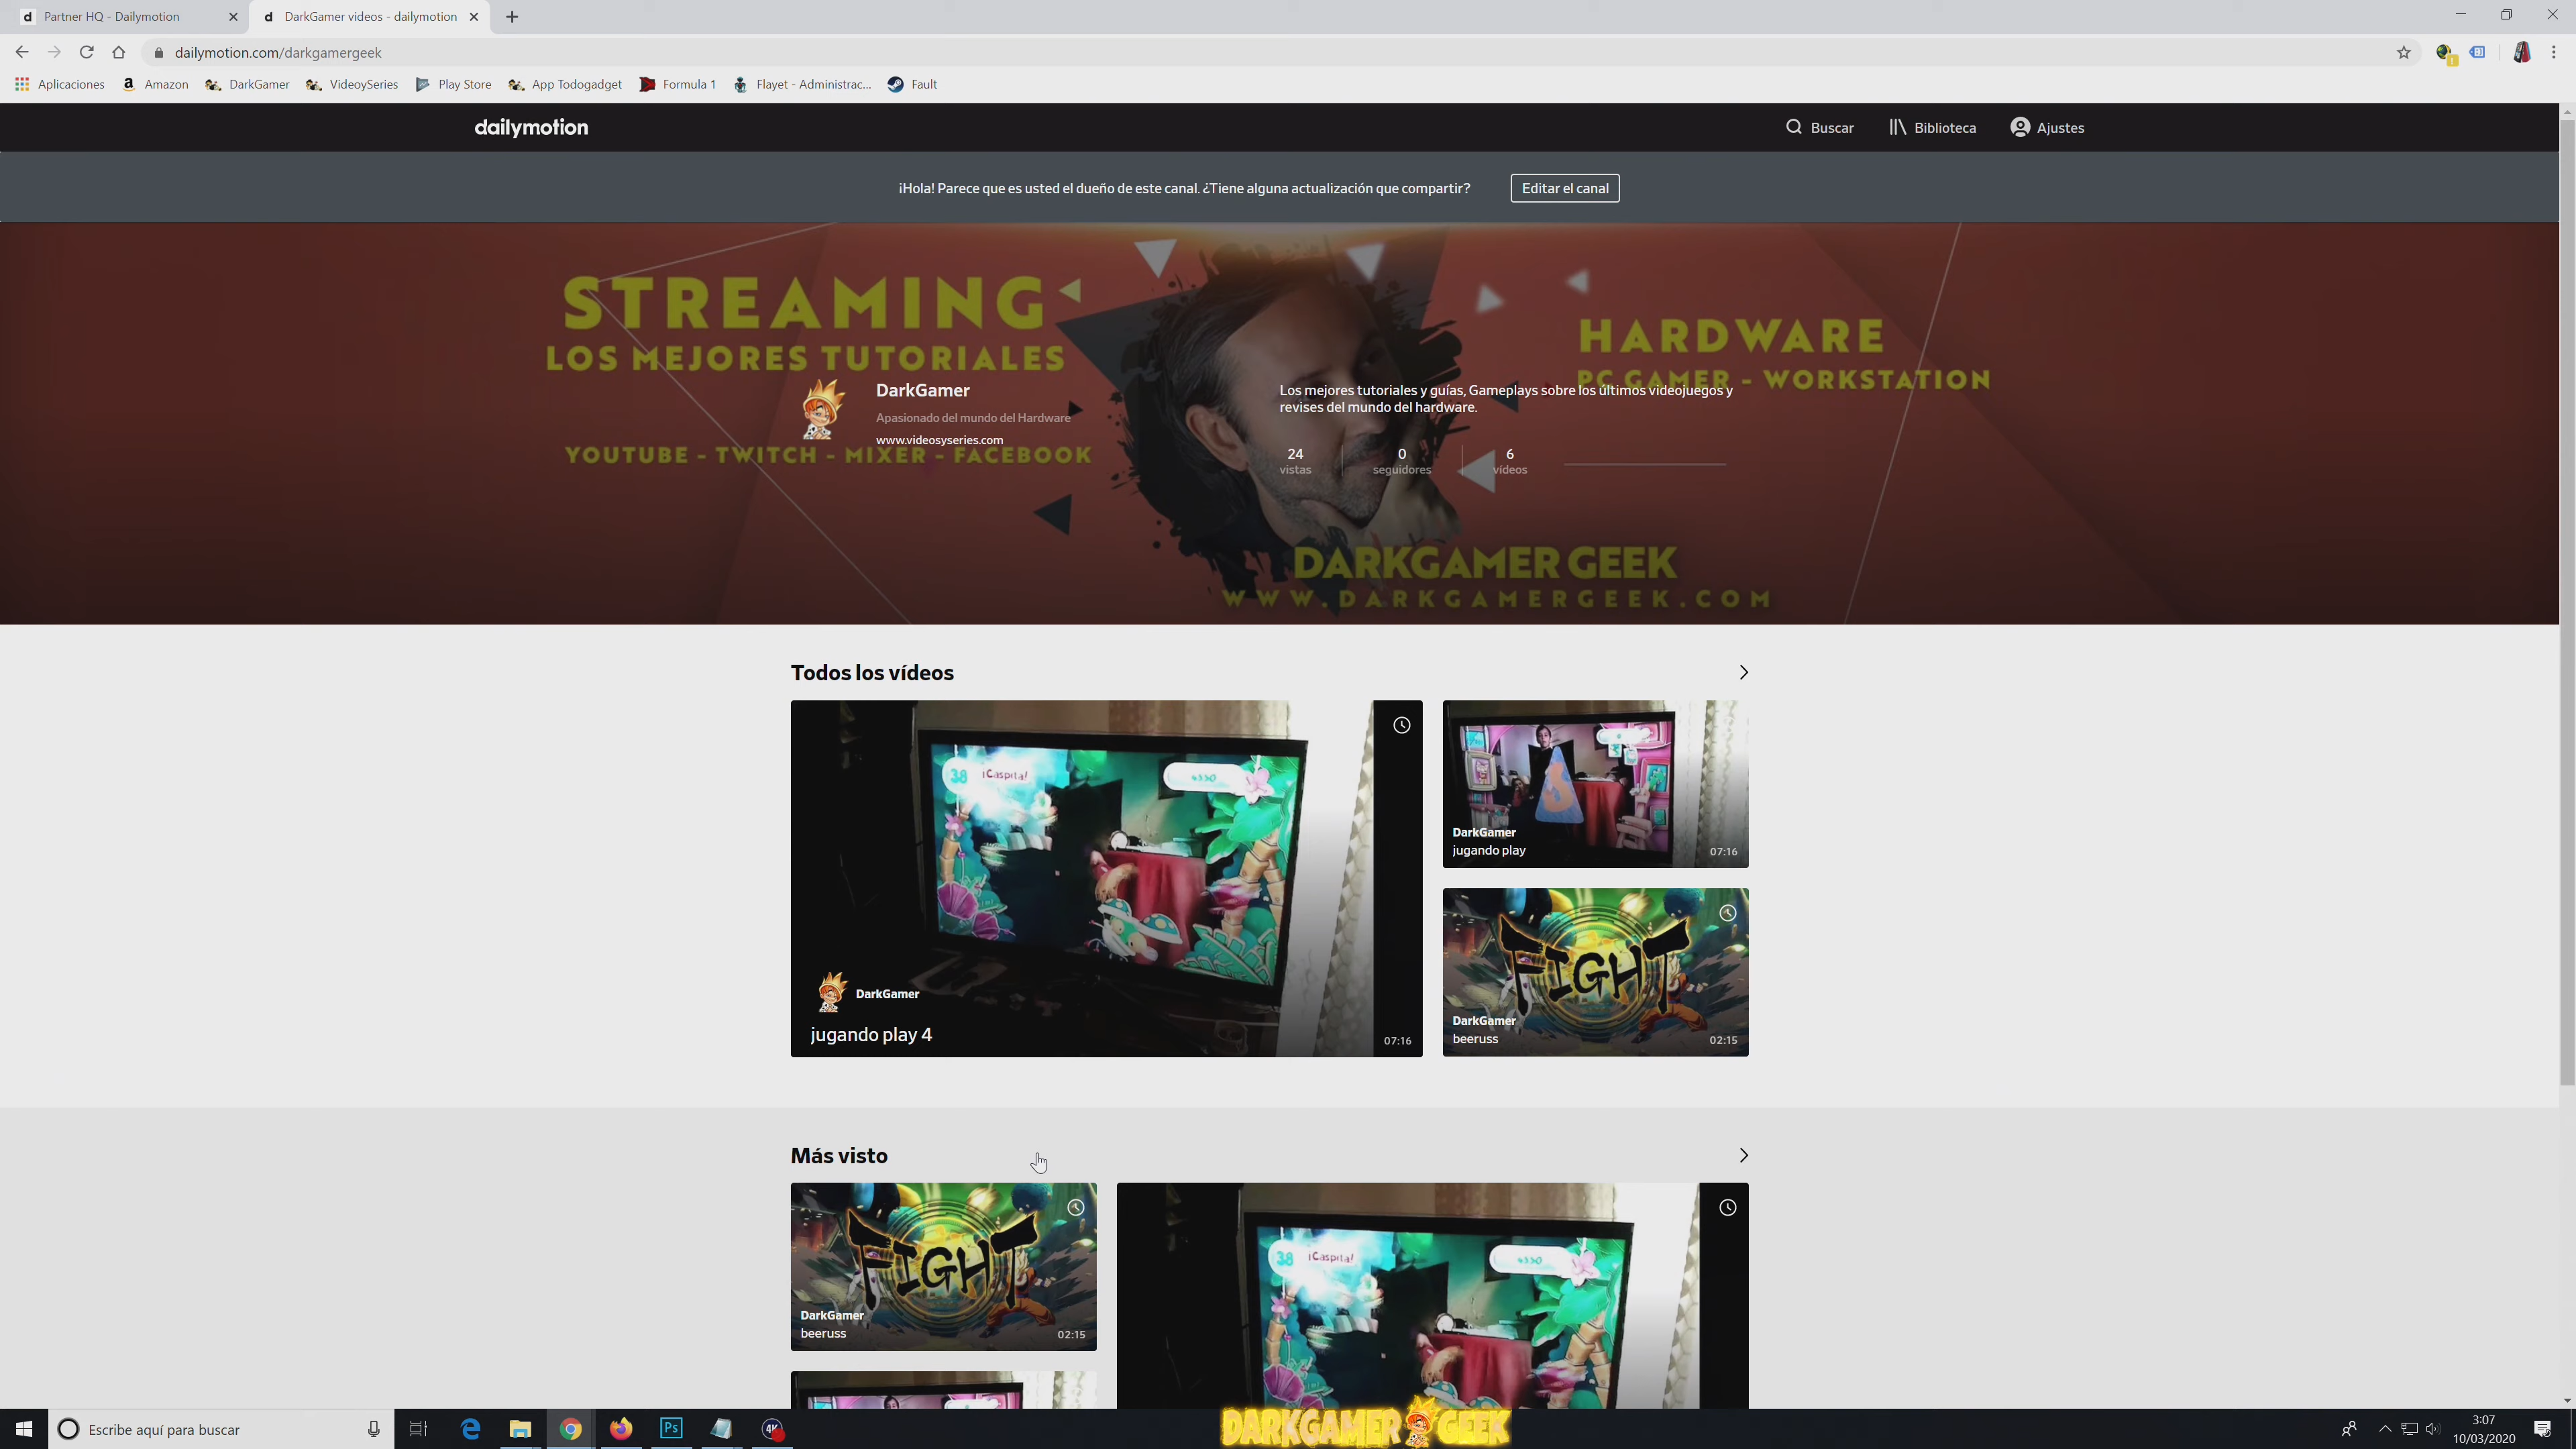 Partner HQ - Dailymotion
DarkGamer videos - dailymotion
dailymotion.com/darkgamergeek
Aplicaciones
Amazon
DarkGamer
VideoySeries
Play Store
App Todogadget
Formula 1
Flayet - Administrac...
Fault
dailymotion
Buscar
Biblioteca
Ajustes
¡Hola! Parece que es usted el dueño de este canal. ¿Tiene alguna actualización que compartir?
Editar el canal
STREAMING
LOS MEJORES TUTORIALES
HARDWARE
PC GAMER - WORKSTATION
DarkGamer
Apasionado del mundo del Hardware
www.videosyseries.com
YOUTUBE - TWITCH - MIXER - FACEBOOK
Los mejores tutoriales y guías, Gameplays sobre los últimos videojuegos y
revises del mundo del hardware.
24
vistas
0
seguidores
6
vídeos
DARKGAMER GEEK
WWW.DARKGAMERGEEK.COM
Todos los vídeos
38 ¡Caspita!
DarkGamer
jugando play 4
07:16
DarkGamer
jugando play
07:16
FIGHT
DarkGamer
beeruss
02:15
Más visto
FIGHT
DarkGamer
beeruss
02:15
38 ¡Caspita!
Escribe aquí para buscar
Ps
4K
DARKGAMER GEEK
3:07
10/03/2020